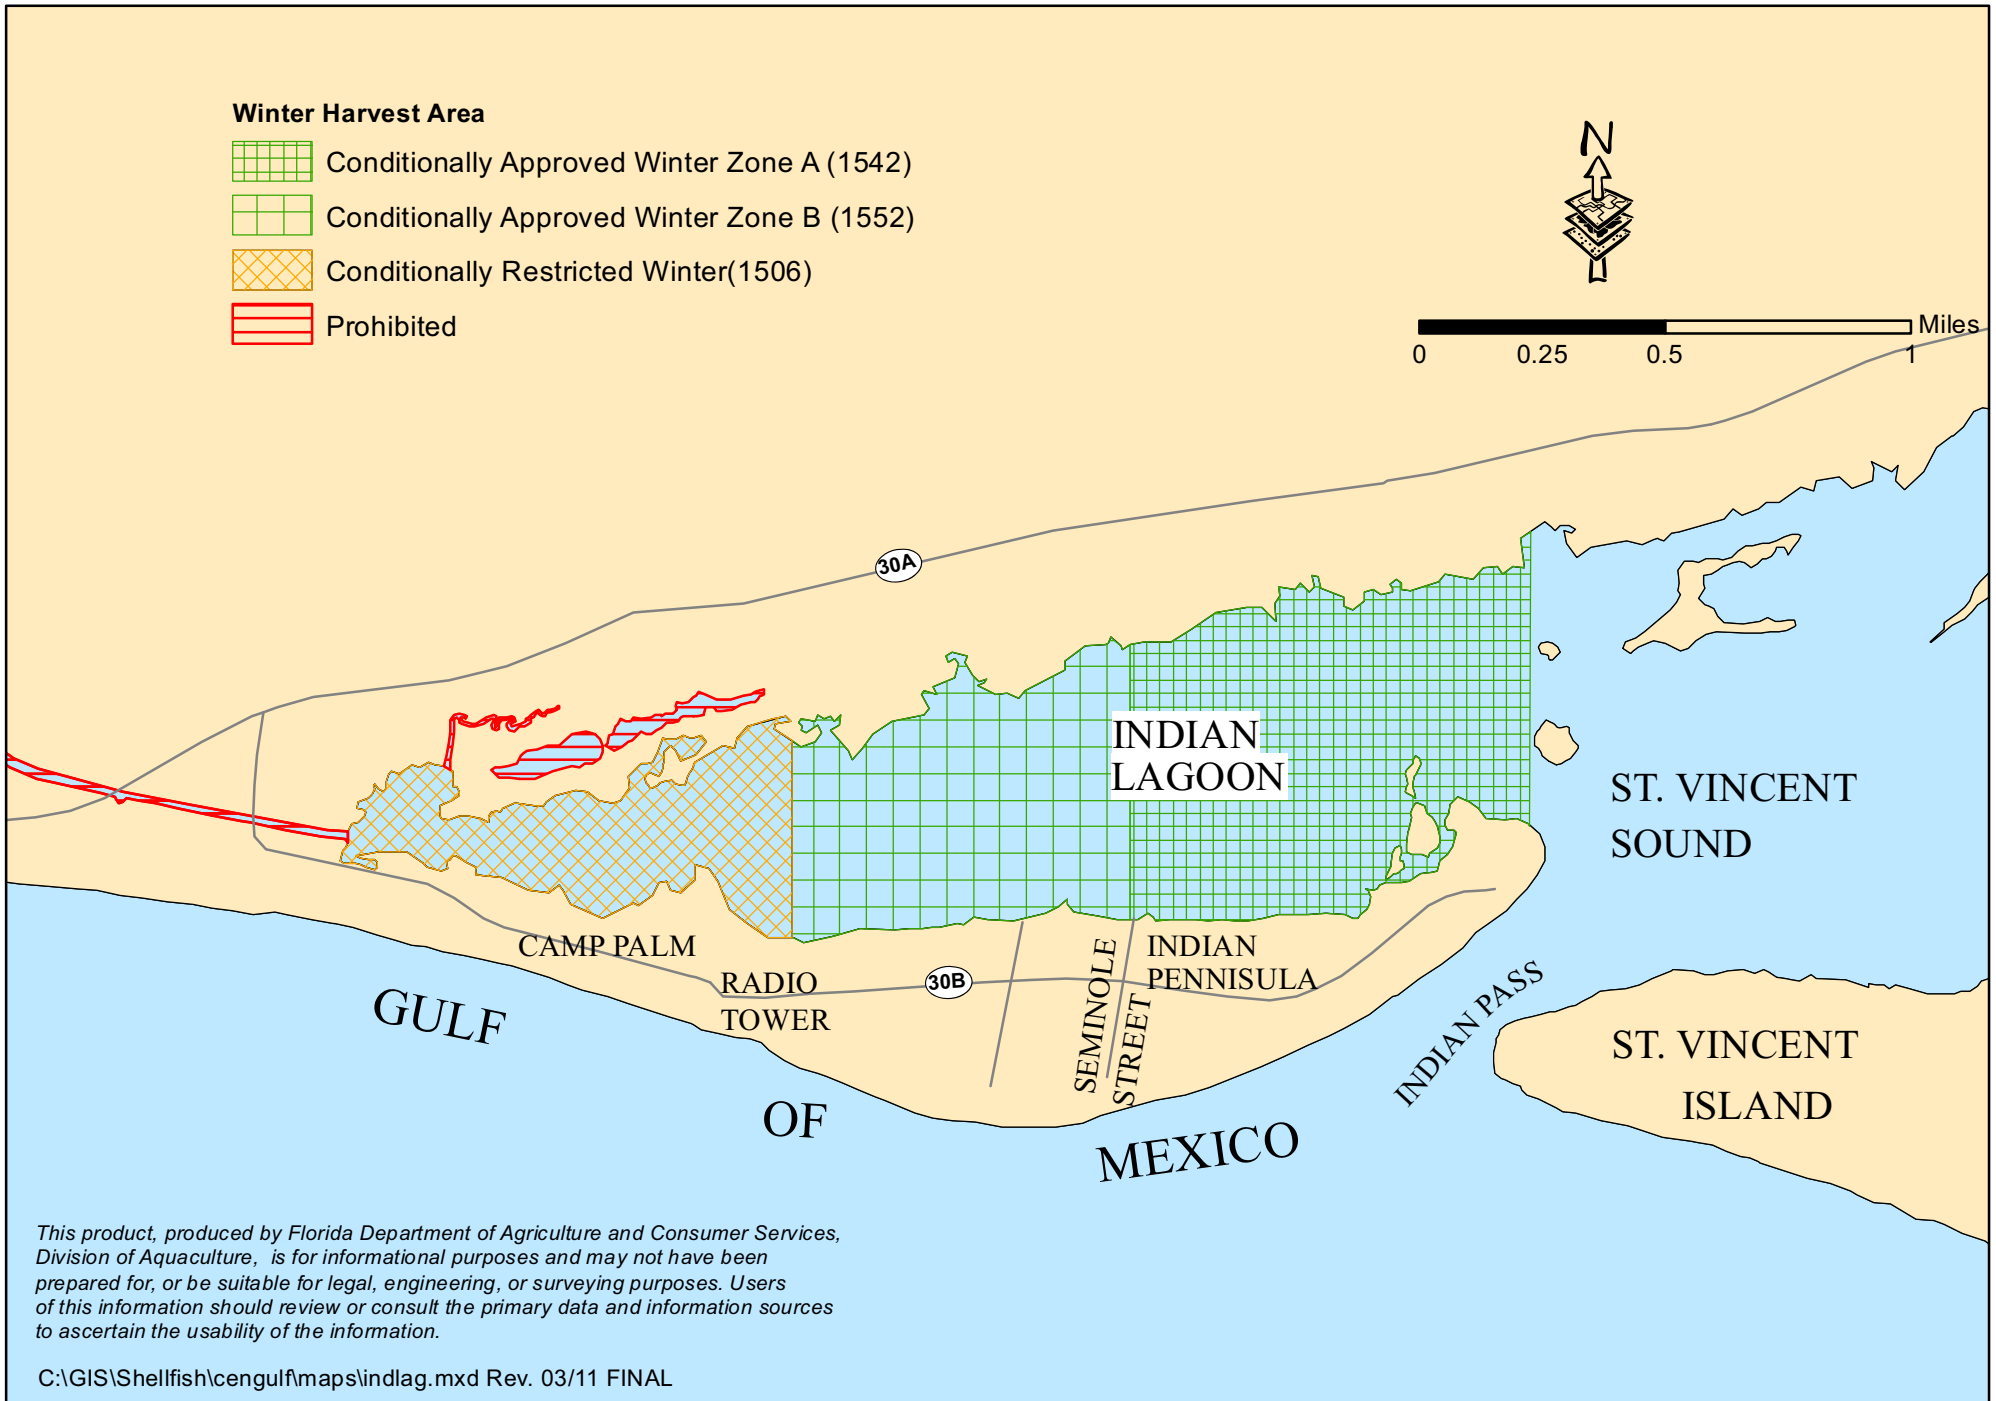 Winter Harvest Area
Conditionally Approved Winter Zone A (1542)
Conditionally Approved Winter Zone B (1552)
Conditionally Restricted Winter(1506)
Prohibited
N
Miles
0 0.25 0.5 1
30A
INDIAN
LAGOON
ST. VINCENT
SOUND
CAMP PALM
RADIO
TOWER
30B
SEMINOLE
STREET
INDIAN
PENNISULA
INDIAN PASS
ST. VINCENT
ISLAND
GULF
OF
MEXICO
This product, produced by Florida Department of Agriculture and Consumer Services,
Division of Aquaculture, is for informational purposes and may not have been
prepared for, or be suitable for legal, engineering, or surveying purposes. Users
of this information should review or consult the primary data and information sources
to ascertain the usability of the information.
C:\GIS\Shellfish\cengulf\maps\indlag.mxd Rev. 03/11 FINAL